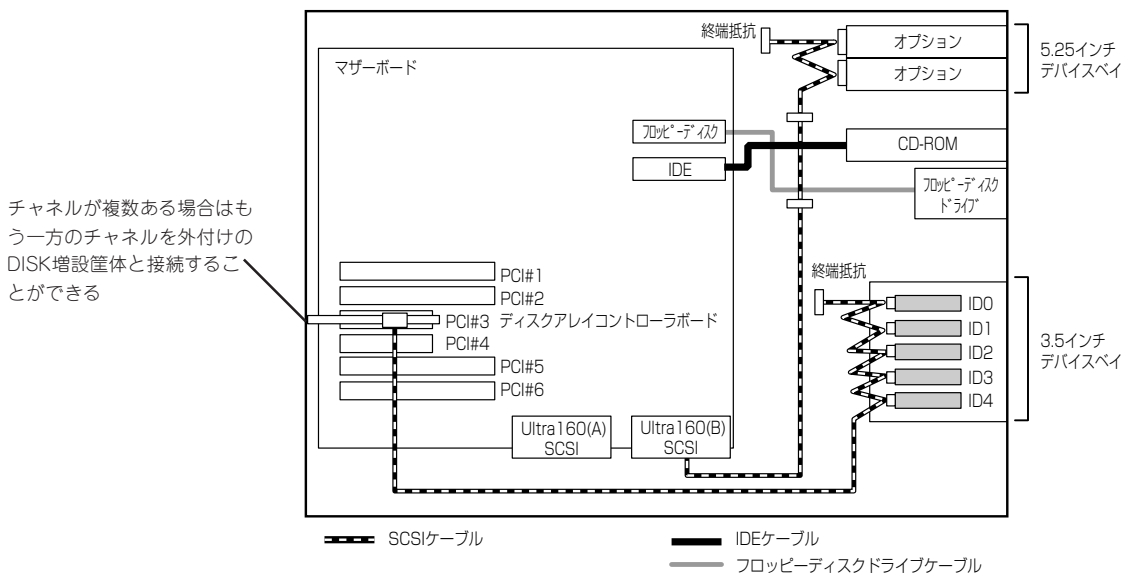 終端抵抗
オプション
オプション
5.25インチ
デバイスベイ
マザーボード
フロッピーディスク
IDE
CD-ROM
フロッピーディスク
ドライブ
チャネルが複数ある場合はも
う一方のチャネルを外付けの
DISK増設筐体と接続するこ
とができる
PCI#1
PCI#2
PCI#3 ディスクアレイコントローラボード
PCI#4
PCI#5
PCI#6
終端抵抗
ID0
ID1
ID2
ID3
ID4
3.5インチ
デバイスベイ
Ultra160(A)
SCSI
Ultra160(B)
SCSI
SCSIケーブル
IDEケーブル
フロッピーディスクドライブケーブル